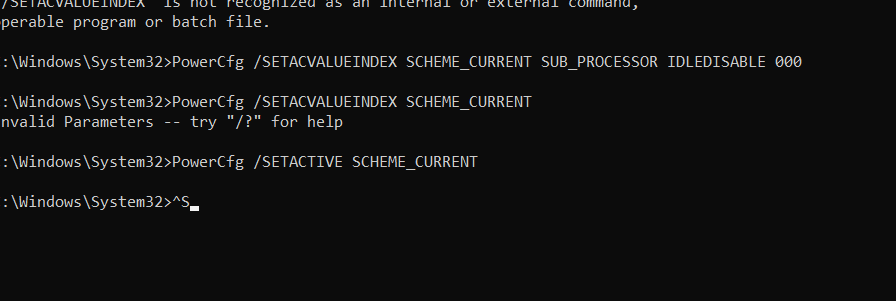 /SETACVALUEINDEX' is not recognized as an internal or external command,
perable program or batch file.
:\Windows\System32>PowerCfg /SETACVALUEINDEX SCHEME_CURRENT SUB_PROCESSOR IDLEDISABLE 000
:\Windows\System32>PowerCfg /SETACVALUEINDEX SCHEME_CURRENT
nvalid Parameters -- try "/?" for help
:\Windows\System32>PowerCfg /SETACTIVE SCHEME_CURRENT
:\Windows\System32>^S